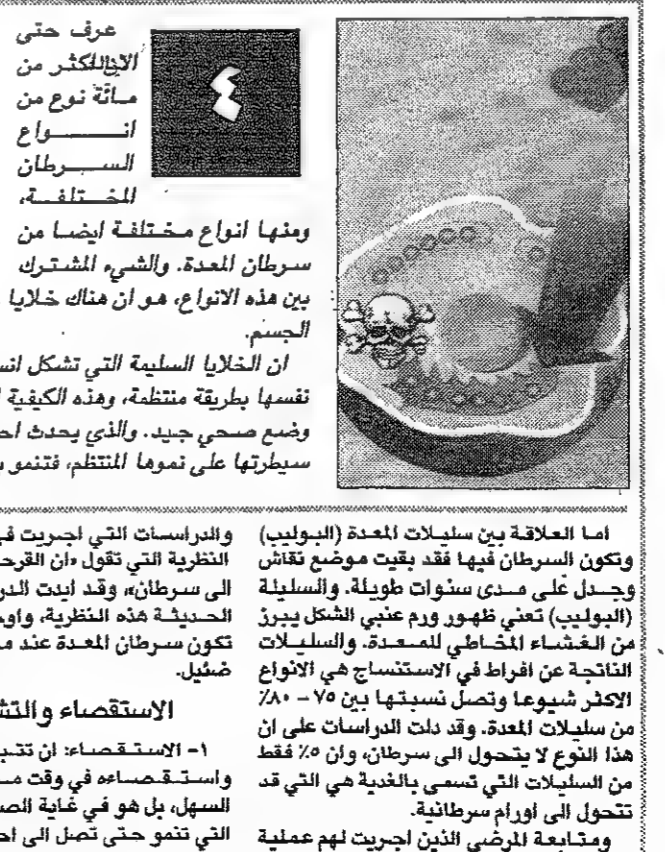 عرف حتى
الآن اكثر من
مائة نوع من
انواع
السرطان
المختلفة،
ومنها انواع مختلفة ايضا من
سرطان المعدة. والشيء المشترك
بين هذه الانواع، هو ان هناك خلايا
الجسم.
ان الخلايا السليمة التي تشكل
نفسها بطريقة منتظمة، وهذه الكيفية
وضع صحي جيد. والذي يحدث
سيطرتها على نموها المنتظم، فتنمو
اما العلاقة بين سليلات المعدة (البوليب)
وتكون السرطان فيها فقد بقيت موضع نقاش
وجدل على مدى سنوات طويلة. والسليلة
(البوليب) تعني ظهور ورم عنبي الشكل يبرز
من الغشاء المخاطي للمعدة. والسليلات
الناتجة عن افراط في الاستنساج هي الانواع
الاكثر شيوعا وتصل نسبتها بين ٧٥ - ٨٠٪
من سليلات المعدة. وقد دلت الدراسات على ان
هذا النوع لا يتحول الى سرطان، وان ٥٪ فقط
من السليلات التي تسمى بالغدية هي التي قد
تتحول الى اورام سرطانية.
ومتابعة المرضى الذين اجريت لهم عملية
والدراسات التي اجريت
النظرية التي تقول «ان
الى سرطان»، وقد ايدت
الحديثة هذه النظرية،
تكون سرطان المعدة عند
ضئيل.
الاستقصاء
١- الاستقصاء: ان
واستقصاءه في وقت
السهل، بل هو في غاية
التي تنمو حتى تصل الى